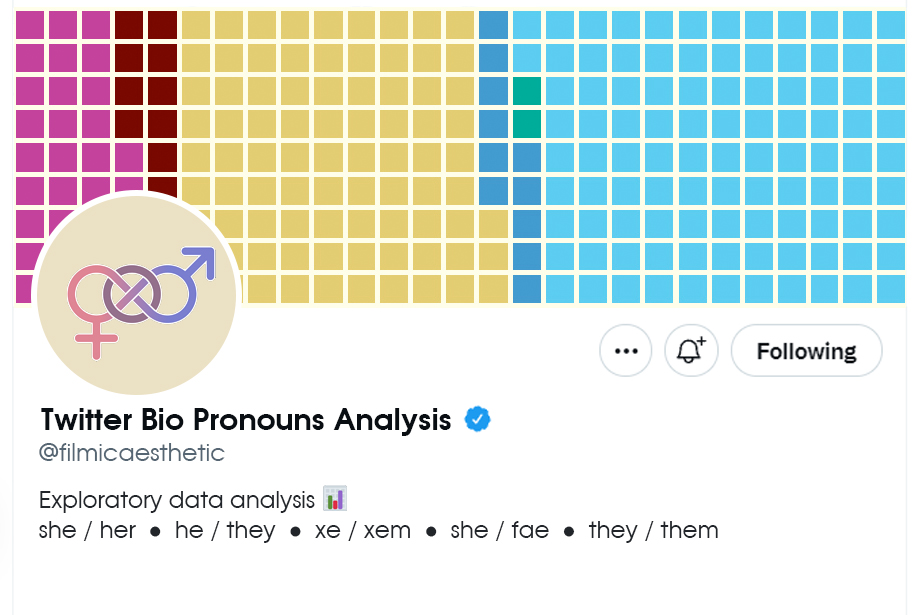 Following
Twitter Bio Pronouns Analysis
@filmicaesthetic
Exploratory data analysis 📊
she / her • he / they • xe / xem • she / fae • they / them